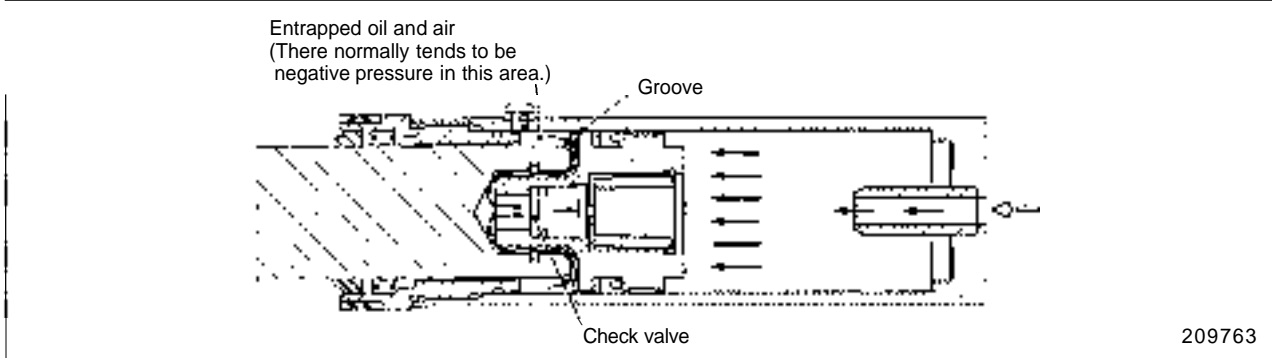 Entrapped oil and air
(There normally tends to be
negative pressure in this area.)
Groove
Check valve
209763